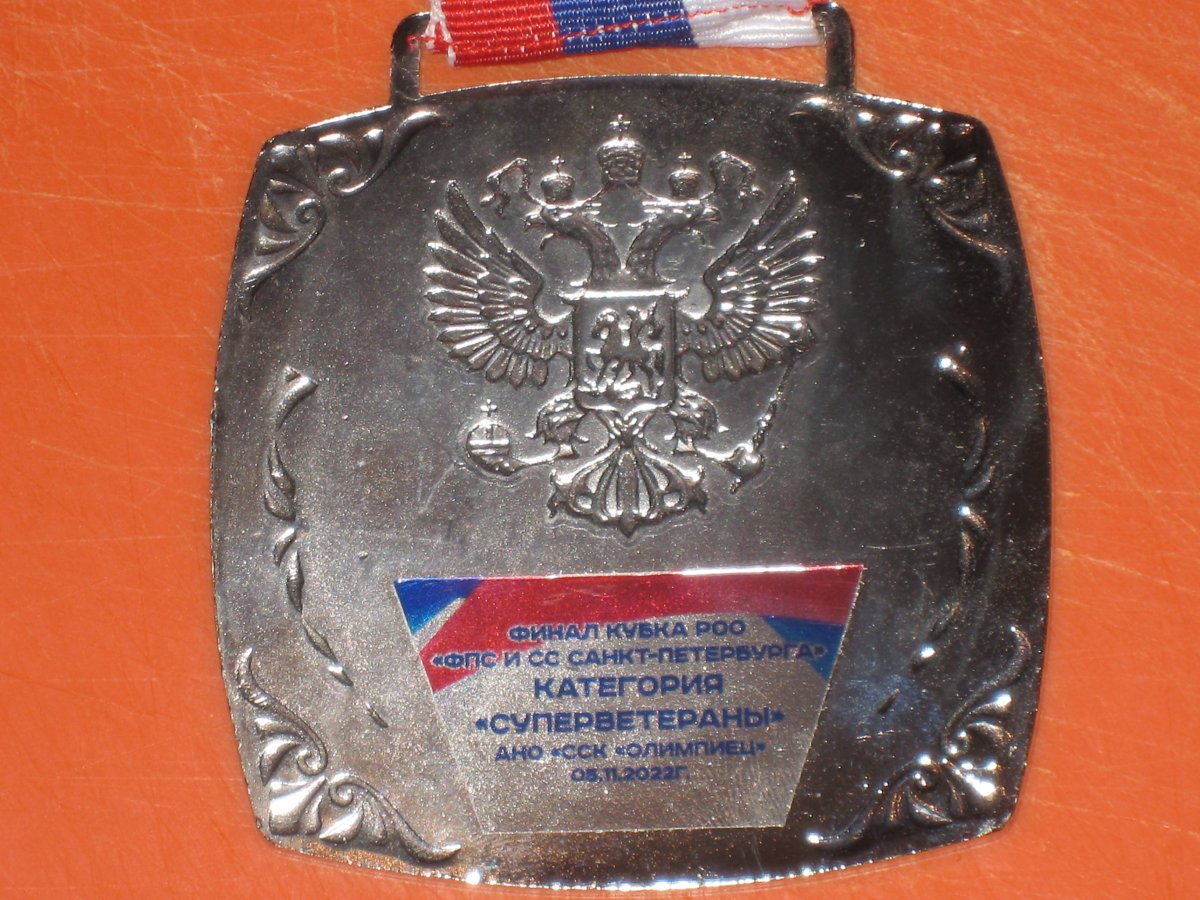 ФИНАЛ КУБКА РОО
«ФПС И СС САНКТ-ПЕТЕРБУРГА»
КАТЕГОРИЯ
«СУПЕРВЕТЕРАНЫ»
АНО «ССК «ОЛИМПИЕЦ»
05.11.2022Г.